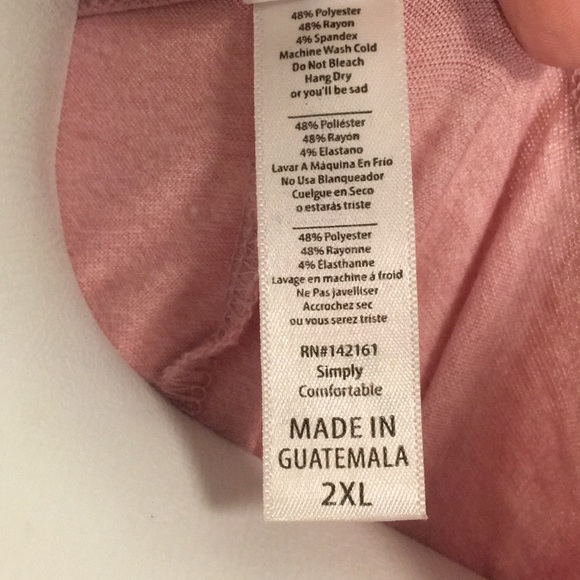 48% Polyester
48% Rayon
4% Spandex
Machine Wash Cold
Do Not Bleach
Hang Dry
or you'll be sad
48% Poliéster
48% Rayon
4% Elastano
Lavar A Máquina En Frío
No Usa Blanqueador
Cuelgue en Seco
o estarás triste
48% Polyester
48% Rayonne
4% Elasthanne
Lavage en machine á froid
Ne Pas javelliser
Accrochez sec
ou vous serez triste
RN#142161
Simply
Comfortable
MADE IN
GUATEMALA
2XL